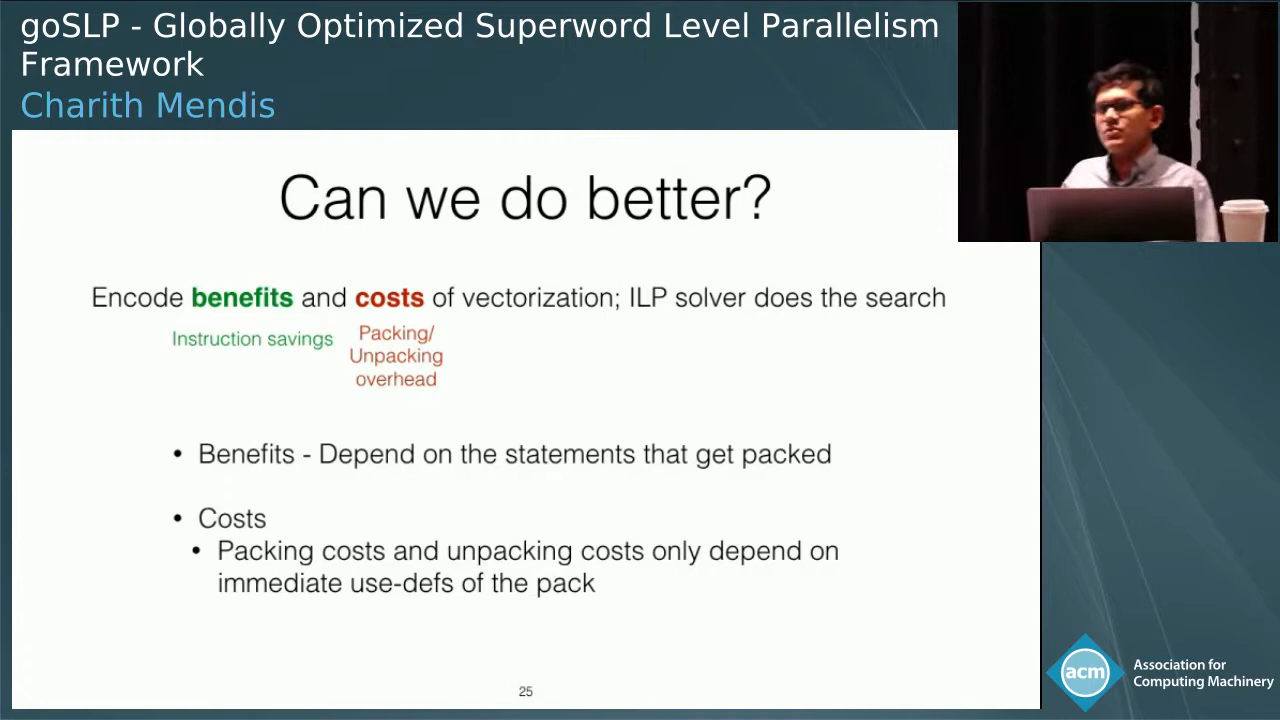 goSLP - Globally Optimized Superword Level Parallelism
Framework
Charith Mendis
Can we do better?
Encode benefits and costs of vectorization; ILP solver does the search
Instruction savings
Packing/
Unpacking
overhead
• Benefits - Depend on the statements that get packed
• Costs
• Packing costs and unpacking costs only depend on
immediate use-defs of the pack
25
acm
Association for
Computing Machinery